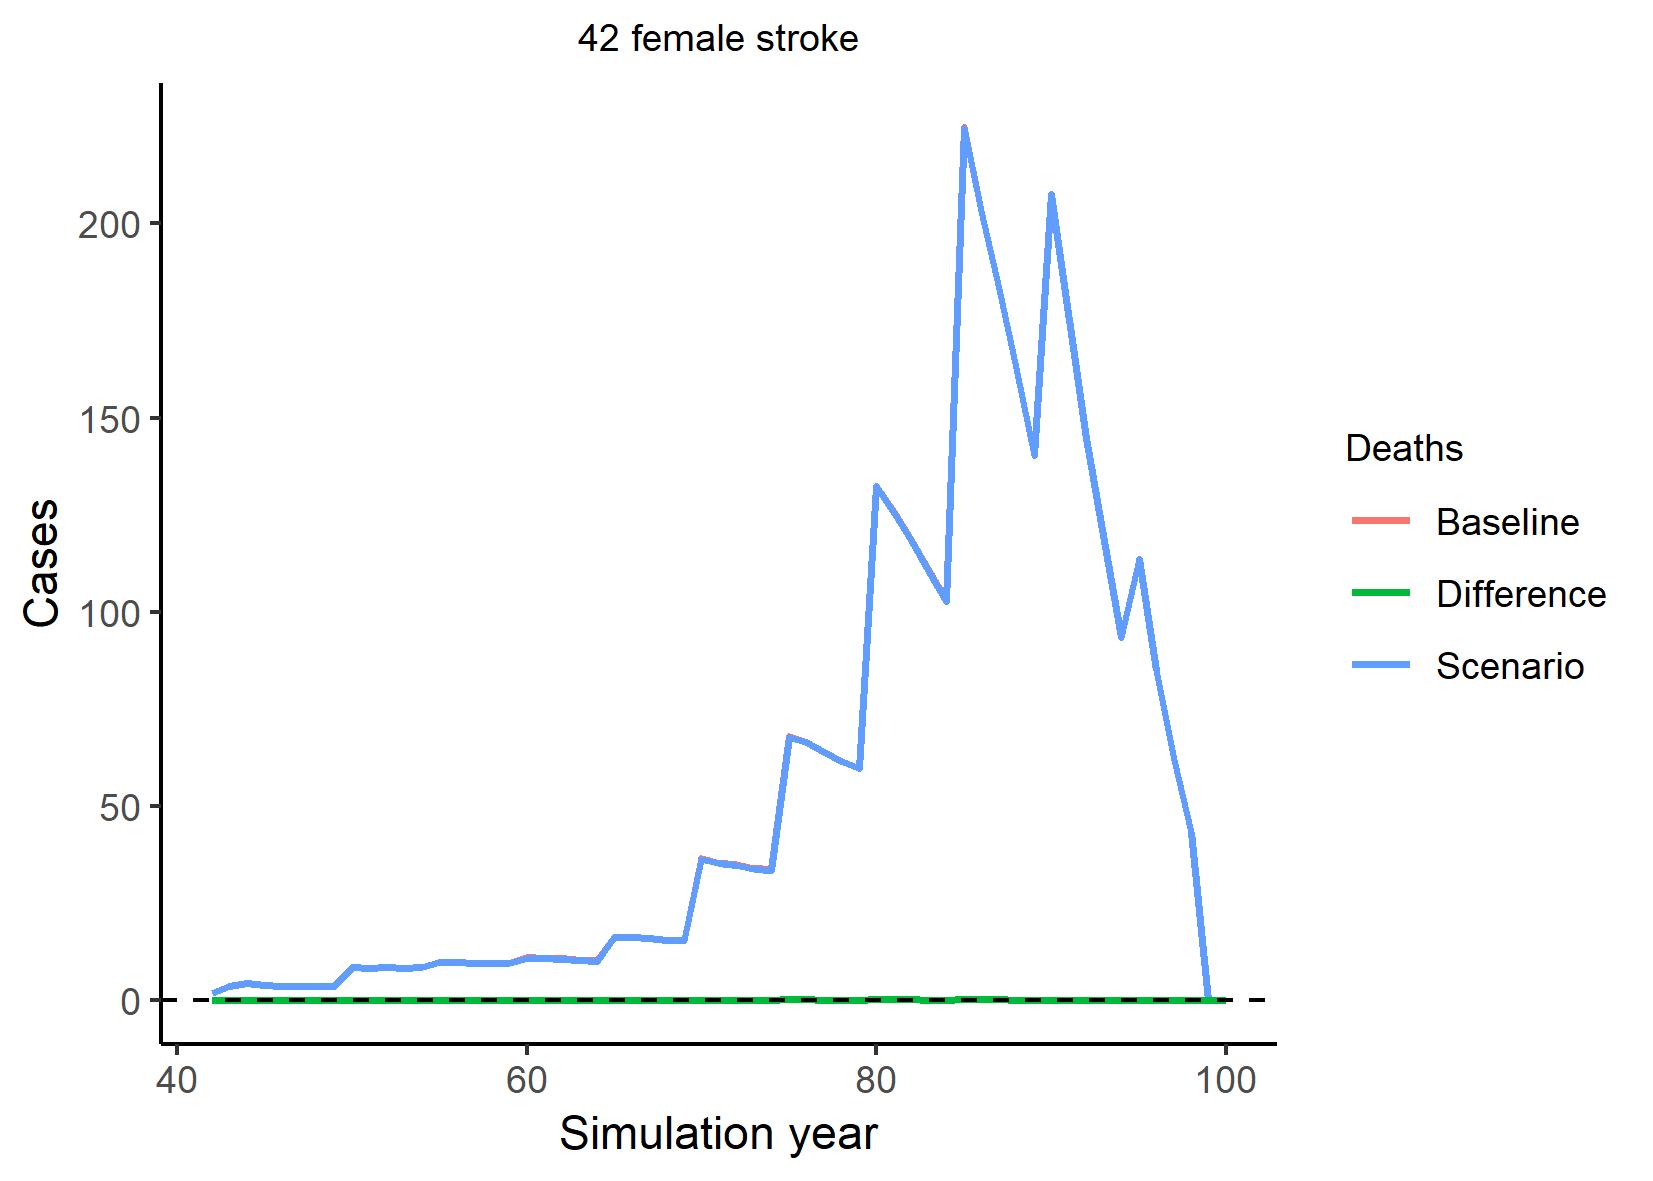 42 female stroke
Cases
200
150
100
50
0
40 60 80 100
Simulation year
Deaths
Baseline
Difference
Scenario